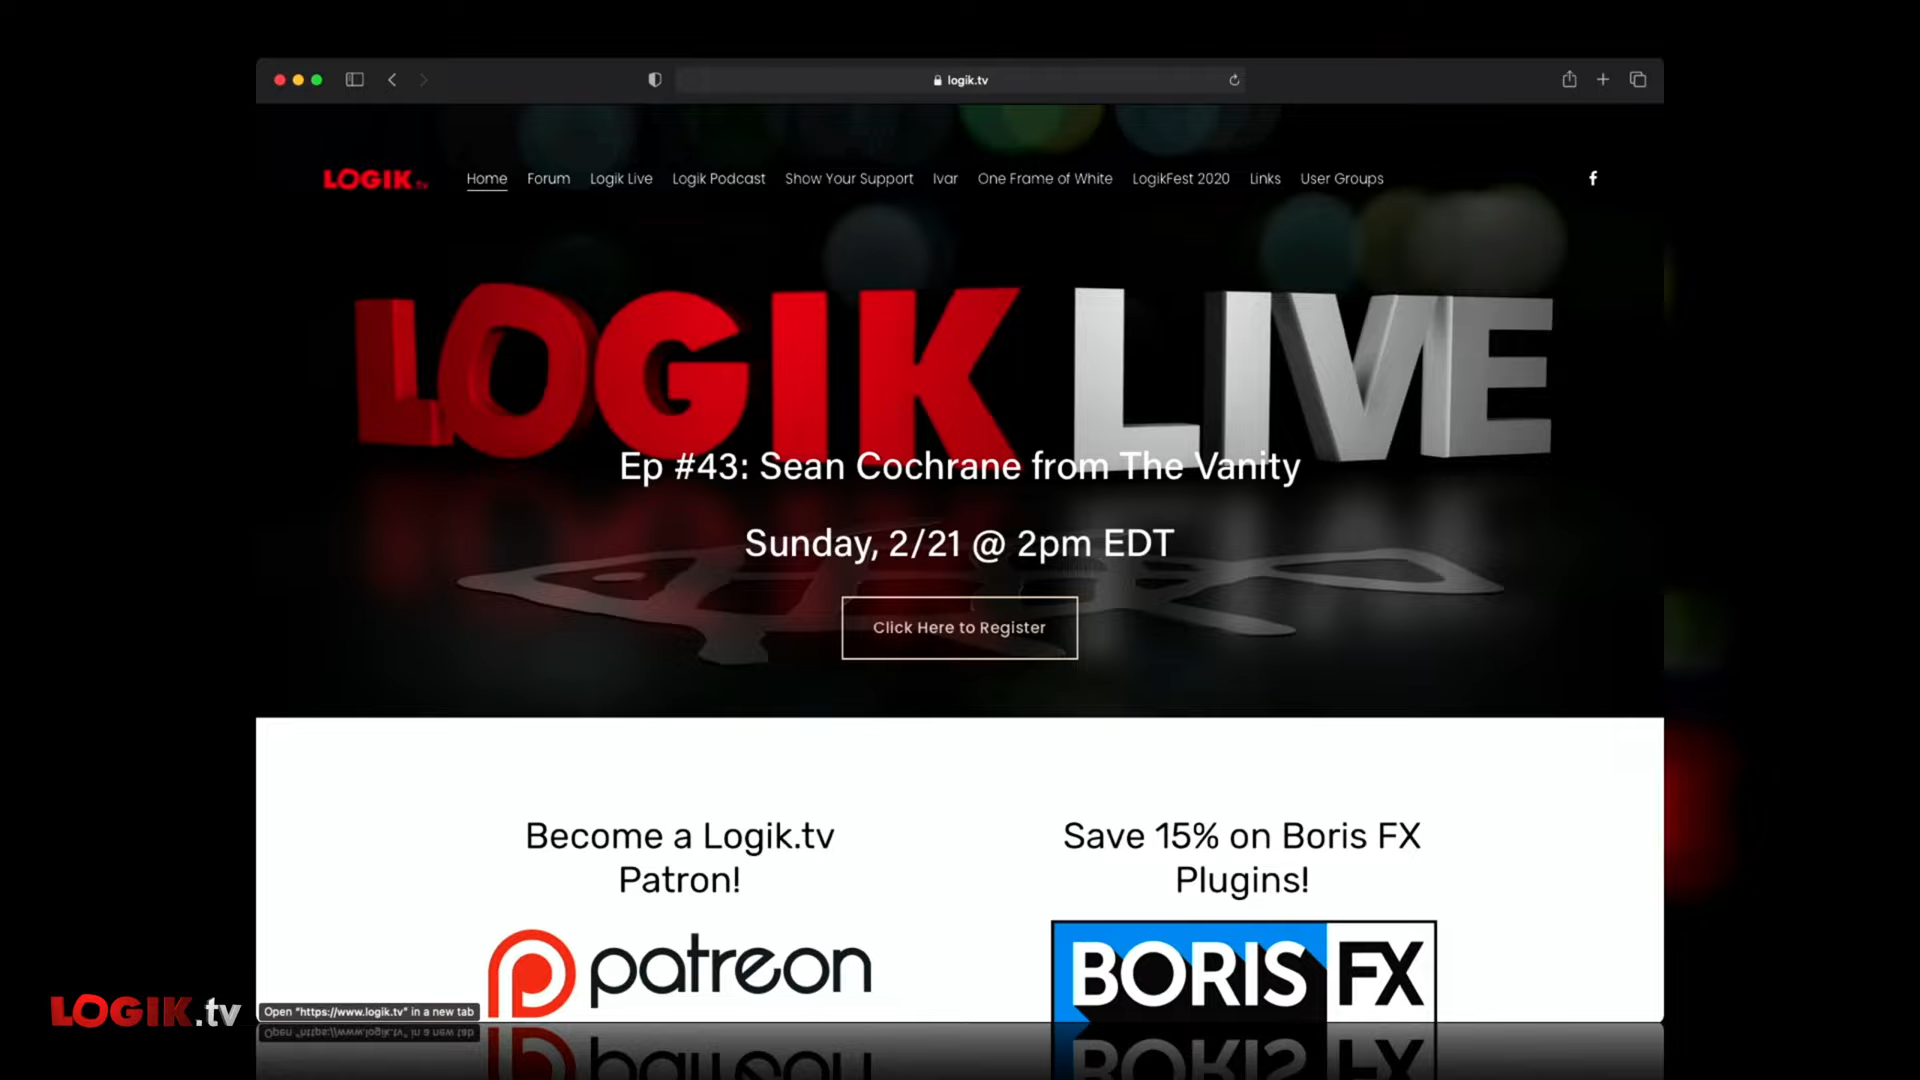 logik.tv
LOGIK.tv Home Forum Logik Live Logik Podcast Show Your Support Ivar One Frame of White LogikFest 2020 Links User Groups f
LOGIK LIVE
Ep #43: Sean Cochrane from The Vanity
Sunday, 2/21 @ 2pm EDT
Click Here to Register
Become a Logik.tv
Patron!
Save 15% on Boris FX
Plugins!
patreon
BORIS FX
LOGIK.tv
Open "https://www.logik.tv" in a new tab